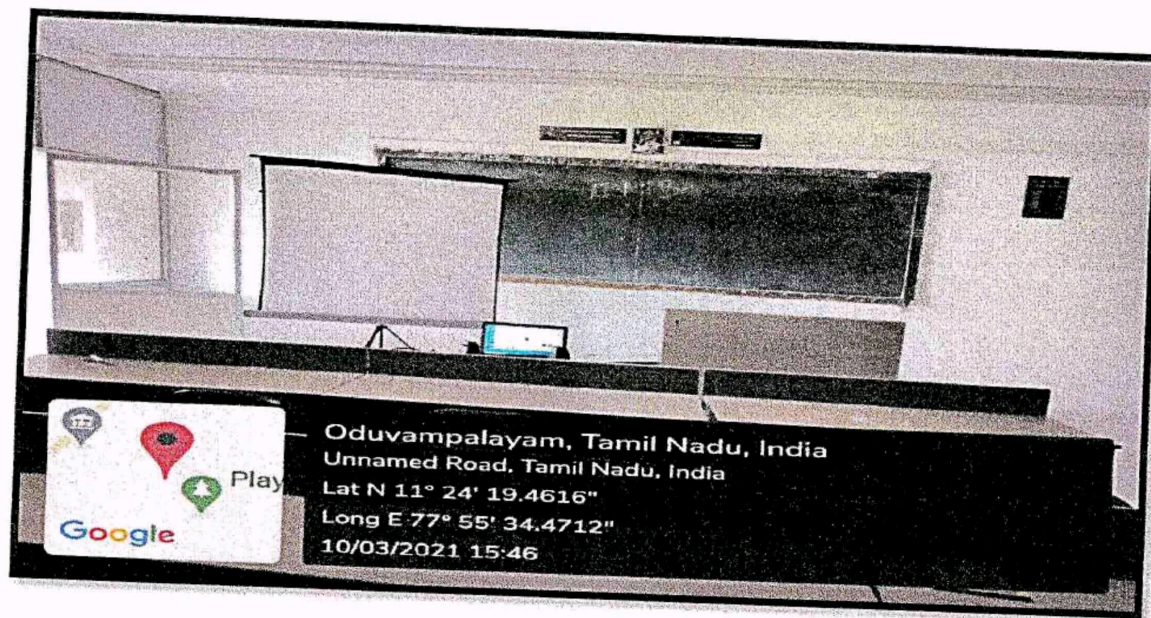 Play
Google
Oduvampalayam, Tamil Nadu, India
Unnamed Road, Tamil Nadu, India
Lat N 11° 24' 19.4616"
Long E 77° 55' 34.4712"
10/03/2021 15:46